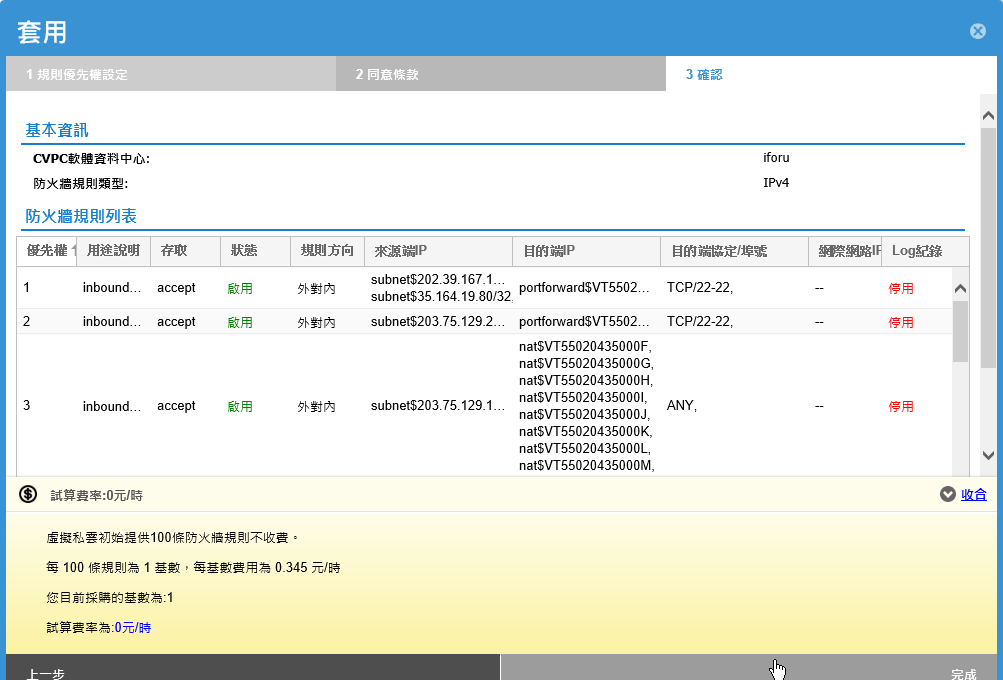 套用
1 規則優先權設定 2 同意條款 3 確認
基本資訊
CVPC軟體資料中心: iforu
防火牆規則類型: IPv4
防火牆規則列表
優先權 用途說明 存取 狀態 規則方向 來源端IP 目的端IP 目的端協定/埠號 網際網路IP Log紀錄
1 inbound... accept 啟用 外對內 subnet$202.39.167.1... portforward$VT5502... TCP/22-22, -- 停用
subnet$35.164.19.80/32,
2 inbound... accept 啟用 外對內 subnet$203.75.129.2... portforward$VT5502... TCP/22-22, -- 停用
nat$VT55020435000F,
nat$VT55020435000G,
nat$VT55020435000H,
nat$VT55020435000I,
3 inbound... accept 啟用 外對內 subnet$203.75.129.1... ANY, -- 停用
nat$VT55020435000J,
nat$VT55020435000K,
nat$VT55020435000L,
nat$VT55020435000M,
試算費率:0元/時 收合
虛擬私雲初始提供100條防火牆規則不收費。
每 100 條規則為 1 基數，每基數費用為 0.345 元/時
您目前採購的基數為:1
試算費率為:0元/時
上一步 完成